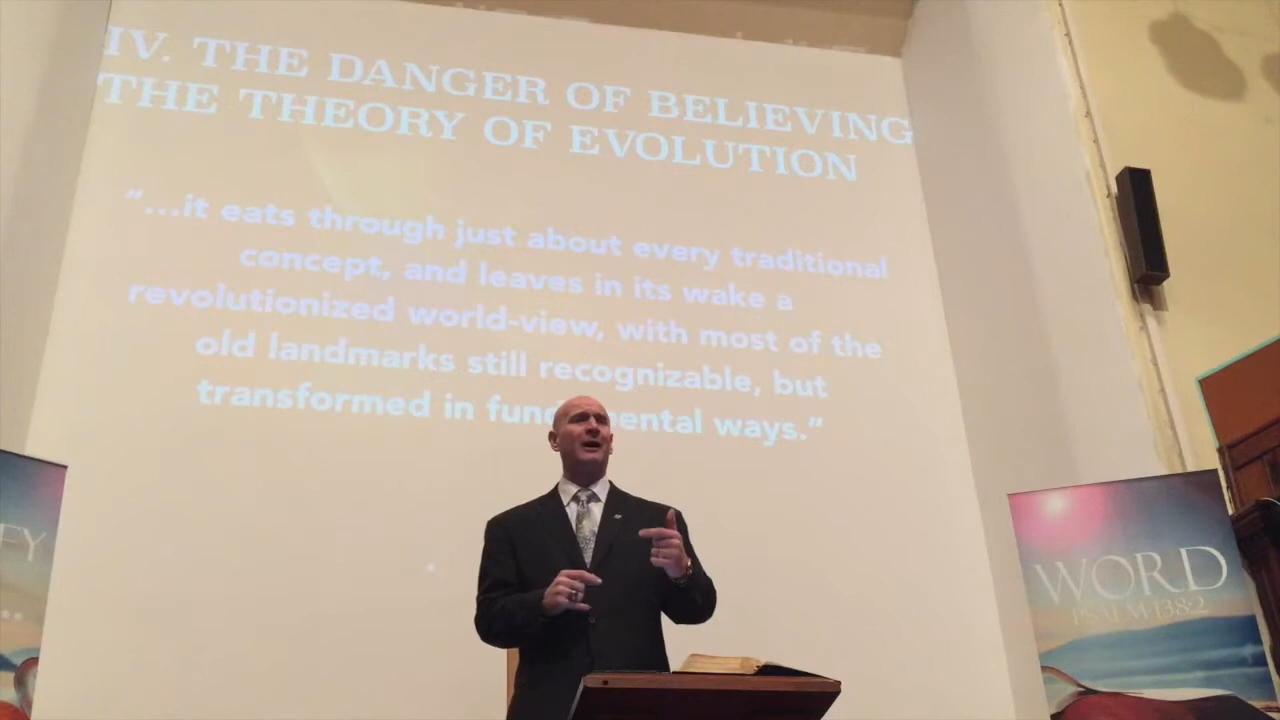 IV. THE DANGER OF BELIEVING
THE THEORY OF EVOLUTION
"...it eats through just about every traditional
concept, and leaves in its wake a
revolutionized world-view, with most of the
old landmarks still recognizable, but
transformed in fun ental ways."
WORD
PSALM 138:2